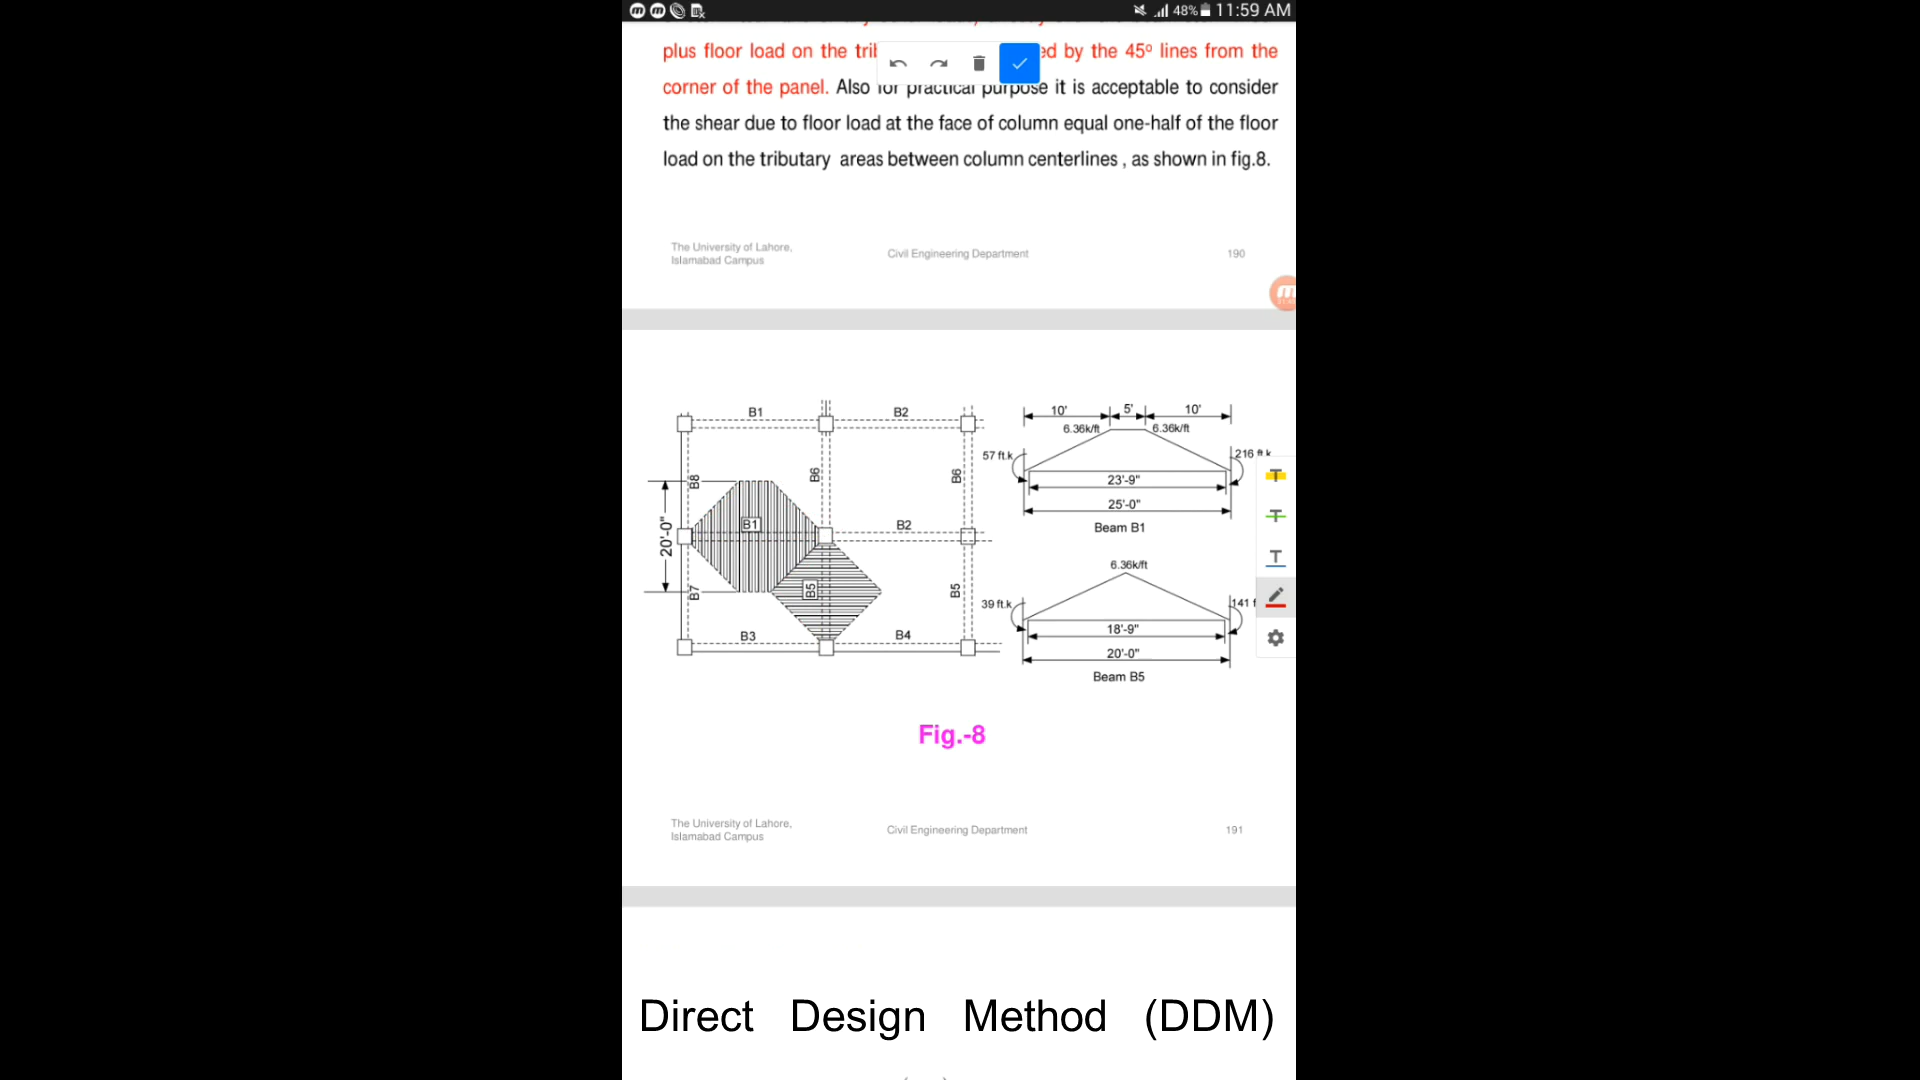 48% 11:59 AM
plus floor load on the ed by the 45º lines from the
corner of the panel. Also for practical purpose it is acceptable to consider
the shear due to floor load at the face of column equal one-half of the floor
load on the tributary areas between column centerlines , as shown in fig.8.
The University of Lahore,
Islamabad Campus
Civil Engineering Department
190
B1
B2
B8
B6
B6
20'-0"
B1
B2
B7
B5
B5
B3
B4
10'
5'
10'
6.36k/ft
6.36k/ft
57 ft.k
216 ft.k
23'-9"
25'-0"
Beam B1
6.36k/ft
39 ft.k
141 f
18'-9"
20'-0"
Beam B5
Fig.-8
The University of Lahore,
Islamabad Campus
Civil Engineering Department
191
Direct Design Method (DDM)